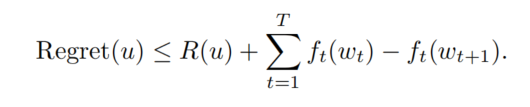 Regret(u) ≤ R(u) + ∑_{t=1}^{T} f_t(w_t) − f_t(w_{t+1}).